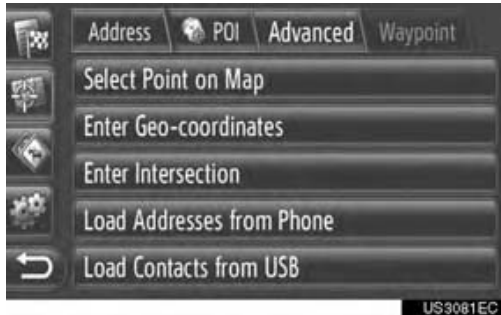 Address POI Advanced Waypoint
Select Point on Map
Enter Geo-coordinates
Enter Intersection
Load Addresses from Phone
Load Contacts from USB
US3081EC